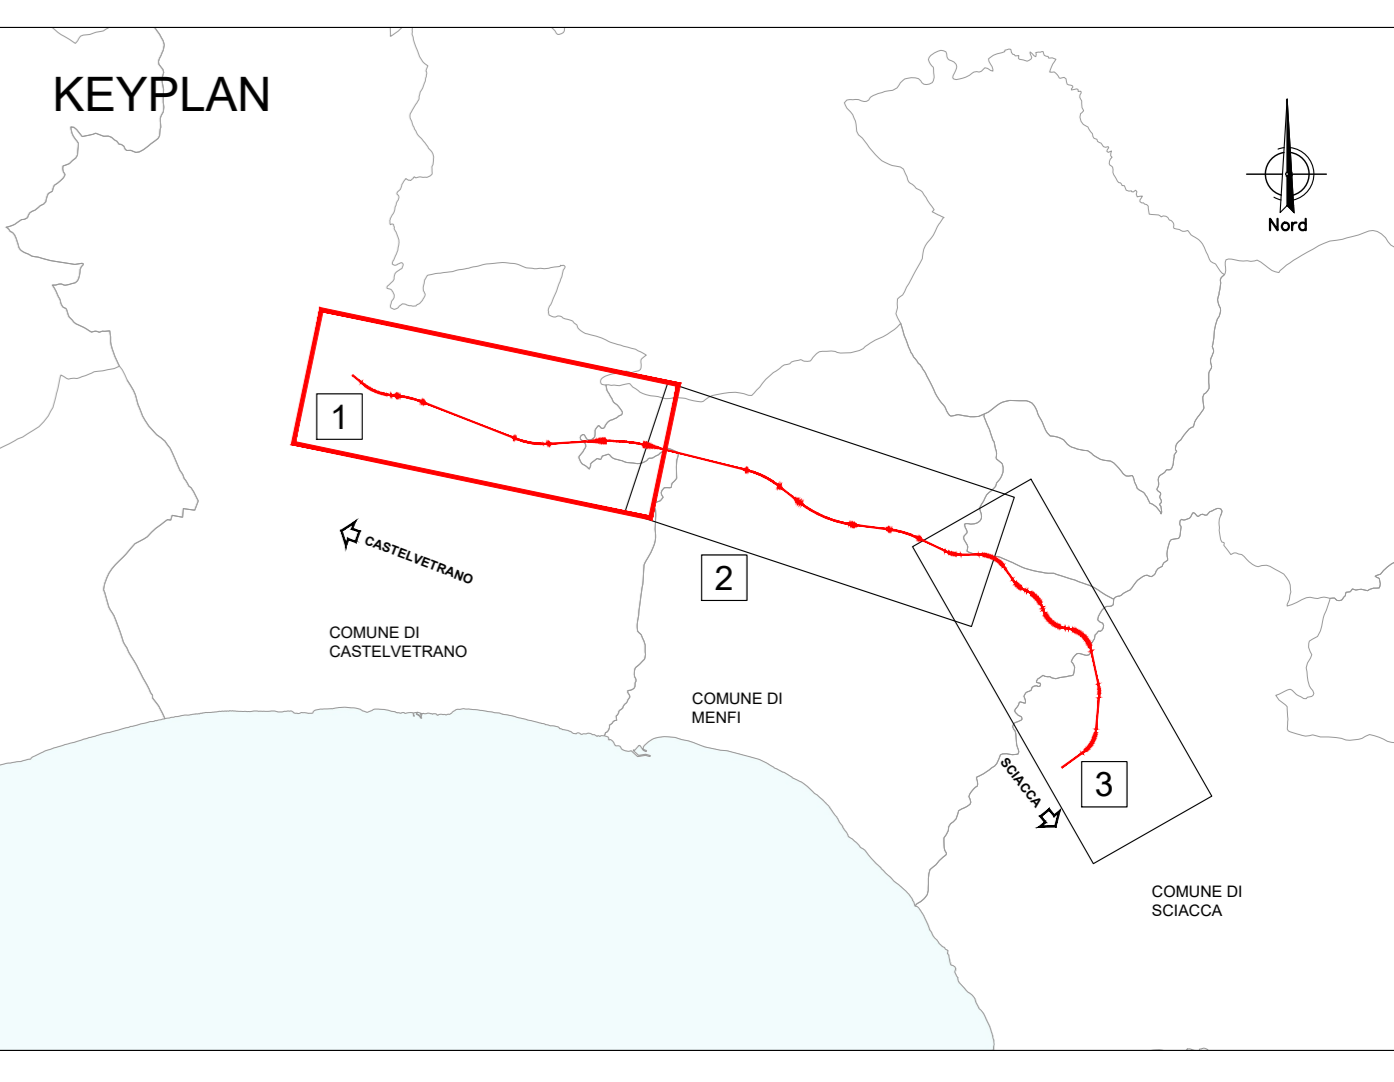 KEYPLAN
Nord
1
CASTELVETRANO
2
COMUNE DI
CASTELVETRANO
COMUNE DI
MENFI
SCIACCA
3
COMUNE DI
SCIACCA